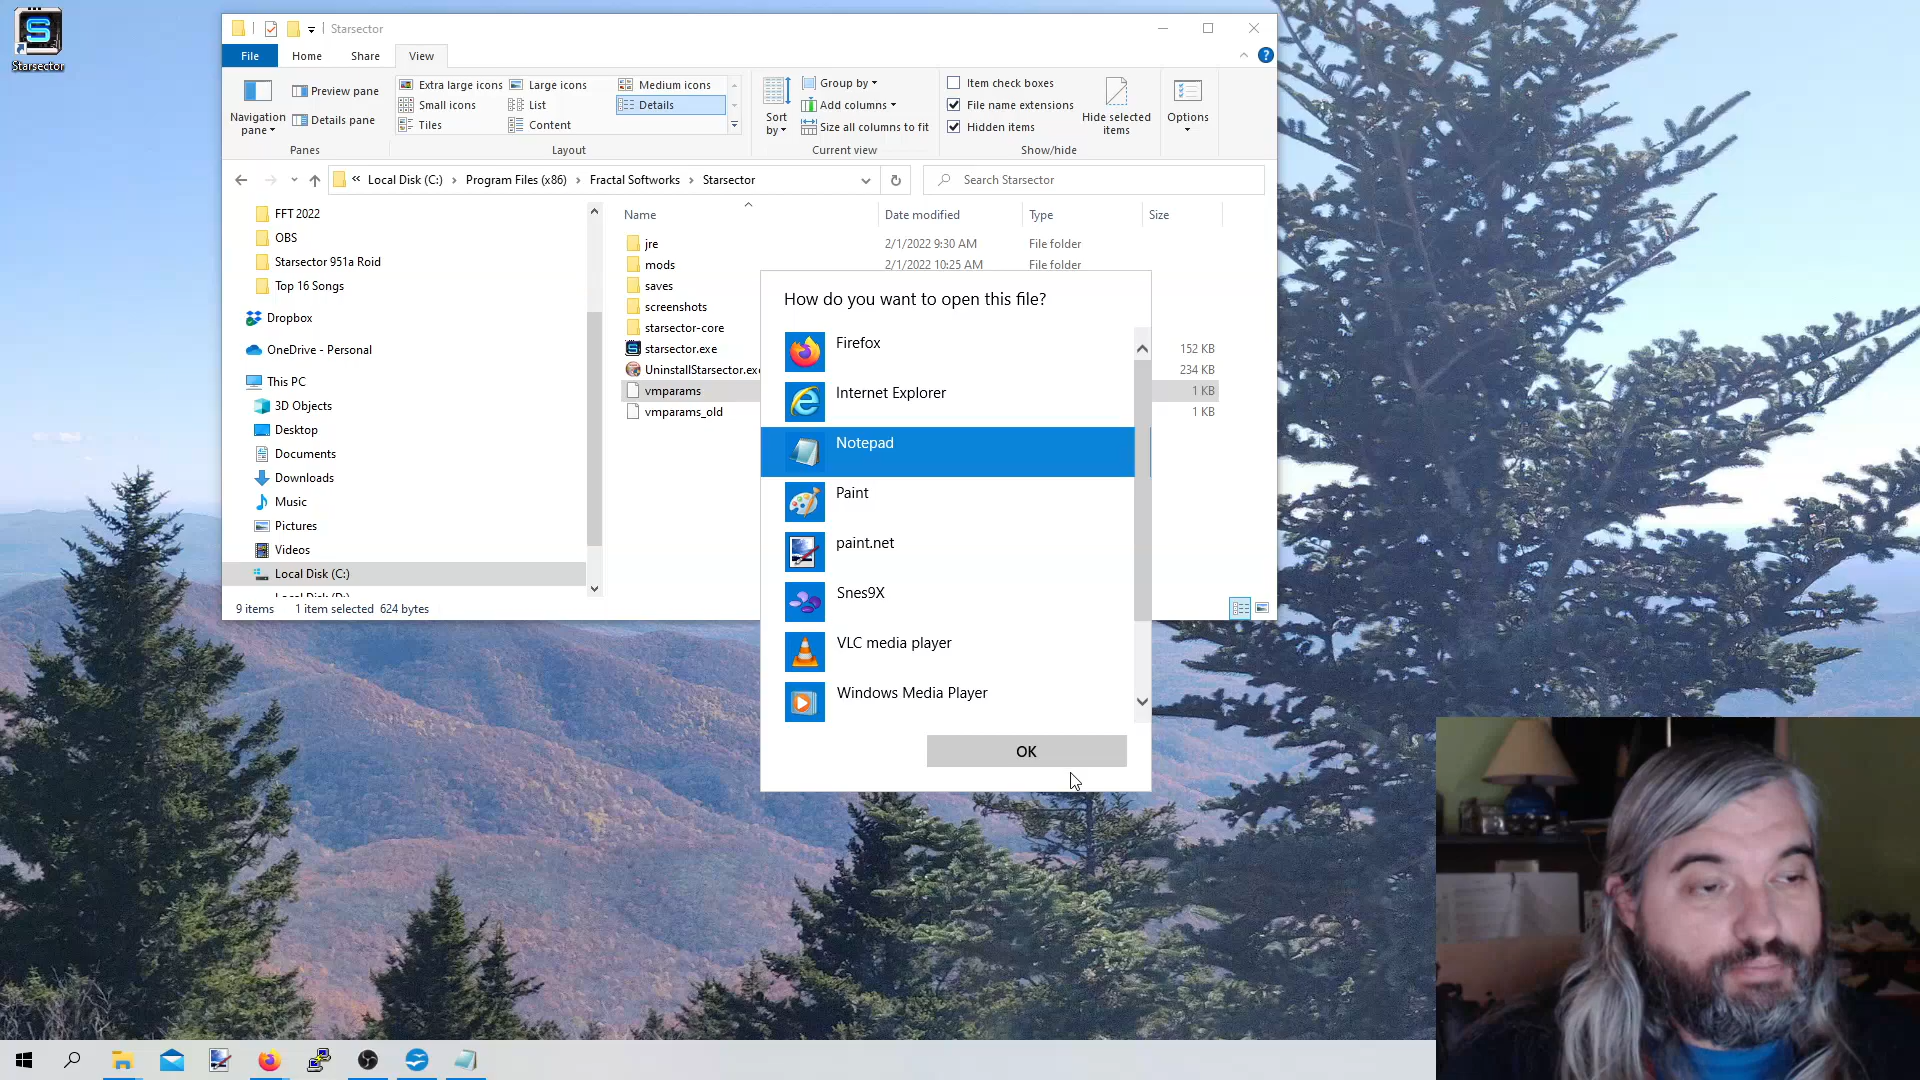 Starsector
Starsector
File
Home
Share
View
Navigation pane
Preview pane
Details pane
Panes
Extra large icons
Large icons
Medium icons
Small icons
List
Details
Tiles
Content
Layout
Sort by
Group by
Add columns
Size all columns to fit
Current view
Item check boxes
File name extensions
Hidden items
Hide selected items
Show/hide
Options
« Local Disk (C:) › Program Files (x86) › Fractal Softworks › Starsector
Search Starsector
FFT 2022
OBS
Starsector 951a Roid
Top 16 Songs
Dropbox
OneDrive - Personal
This PC
3D Objects
Desktop
Documents
Downloads
Music
Pictures
Videos
Local Disk (C:)
Name Date modified Type Size
jre 2/1/2022 9:30 AM File folder
mods 2/1/2022 10:25 AM File folder
saves
screenshots
starsector-core
starsector.exe 152 KB
UninstallStarsector.exe 234 KB
vmparams 1 KB
vmparams_old 1 KB
9 items 1 item selected 624 bytes
How do you want to open this file?
Firefox
Internet Explorer
Notepad
Paint
paint.net
Snes9X
VLC media player
Windows Media Player
OK